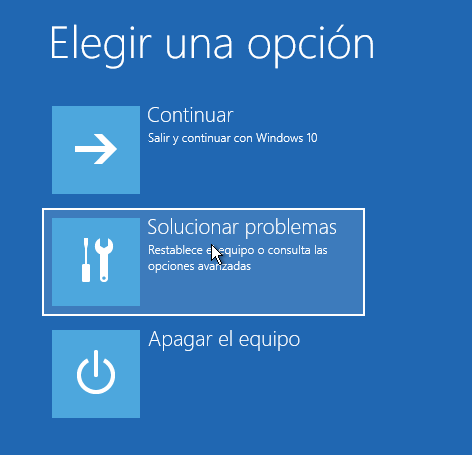 Elegir una opción
Continuar
Salir y continuar con Windows 10
Solucionar problemas
Restablece el equipo o consulta las
opciones avanzadas
Apagar el equipo